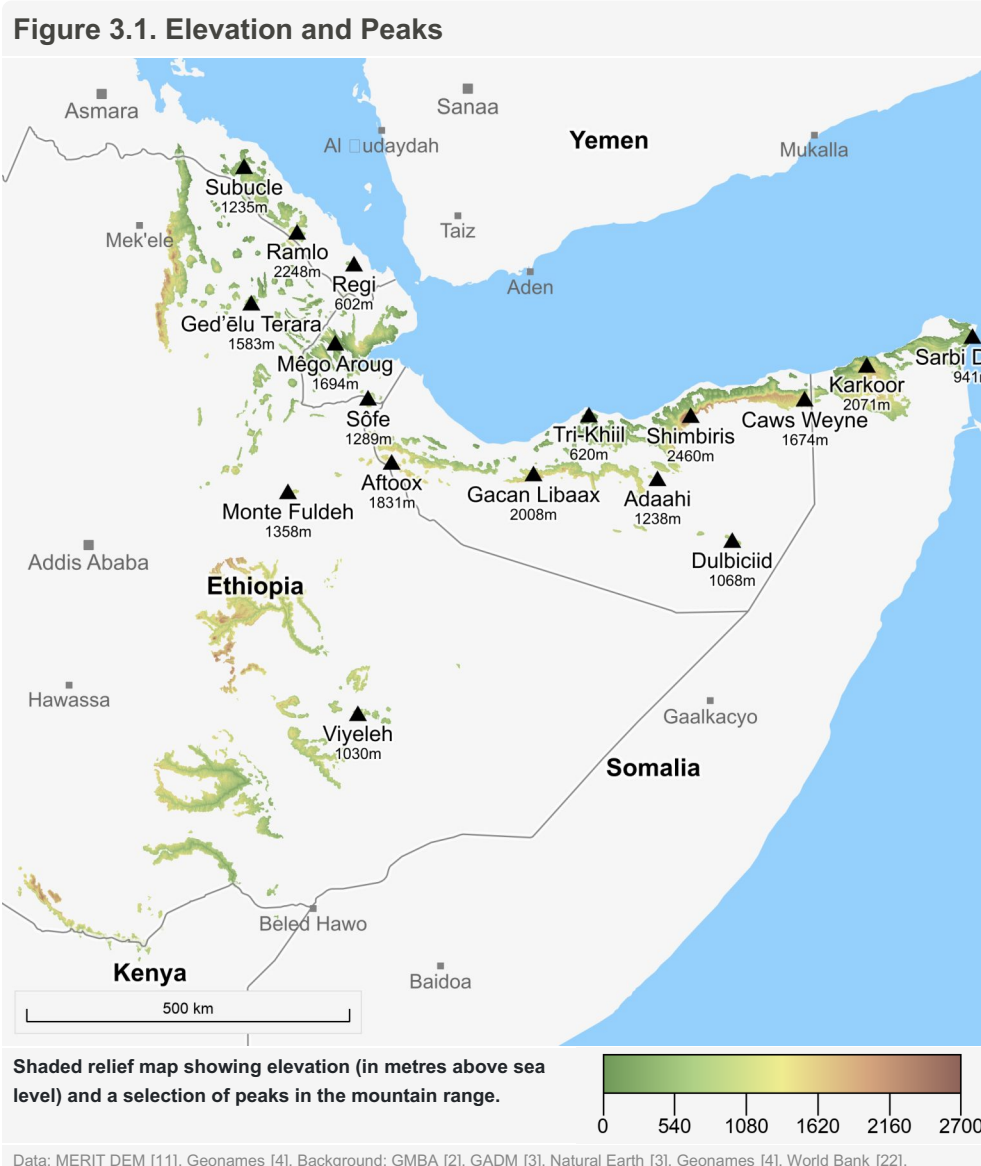 Figure 3.1. Elevation and Peaks
Asmara
Sanaa
Al □udaydah
Yemen
Mukalla
Subucle
1235m
Mek'ele
Taiz
Ramlo
2248m
Regi
602m
Aden
Ged'ēlu Terara
1583m
Mêgo Aroug
1694m
Sarbi D
941m
Karkoor
2071m
Sôfe
1289m
Caws Weyne
1674m
Tri-Khiil
620m
Shimbiris
2460m
Aftoox
1831m
Gacan Libaax
2008m
Adaahi
1238m
Monte Fuldeh
1358m
Addis Ababa
Dulbiciid
1068m
Ethiopia
Hawassa
Gaalkacyo
Viyeleh
1030m
Somalia
Beled Hawo
Kenya
Baidoa
500 km
Shaded relief map showing elevation (in metres above sea
level) and a selection of peaks in the mountain range.
0 540 1080 1620 2160 2700
Data: MERIT DEM [11], Geonames [4]. Background: GMBA [2], GADM [3], Natural Earth [3], Geonames [4], World Bank [22].